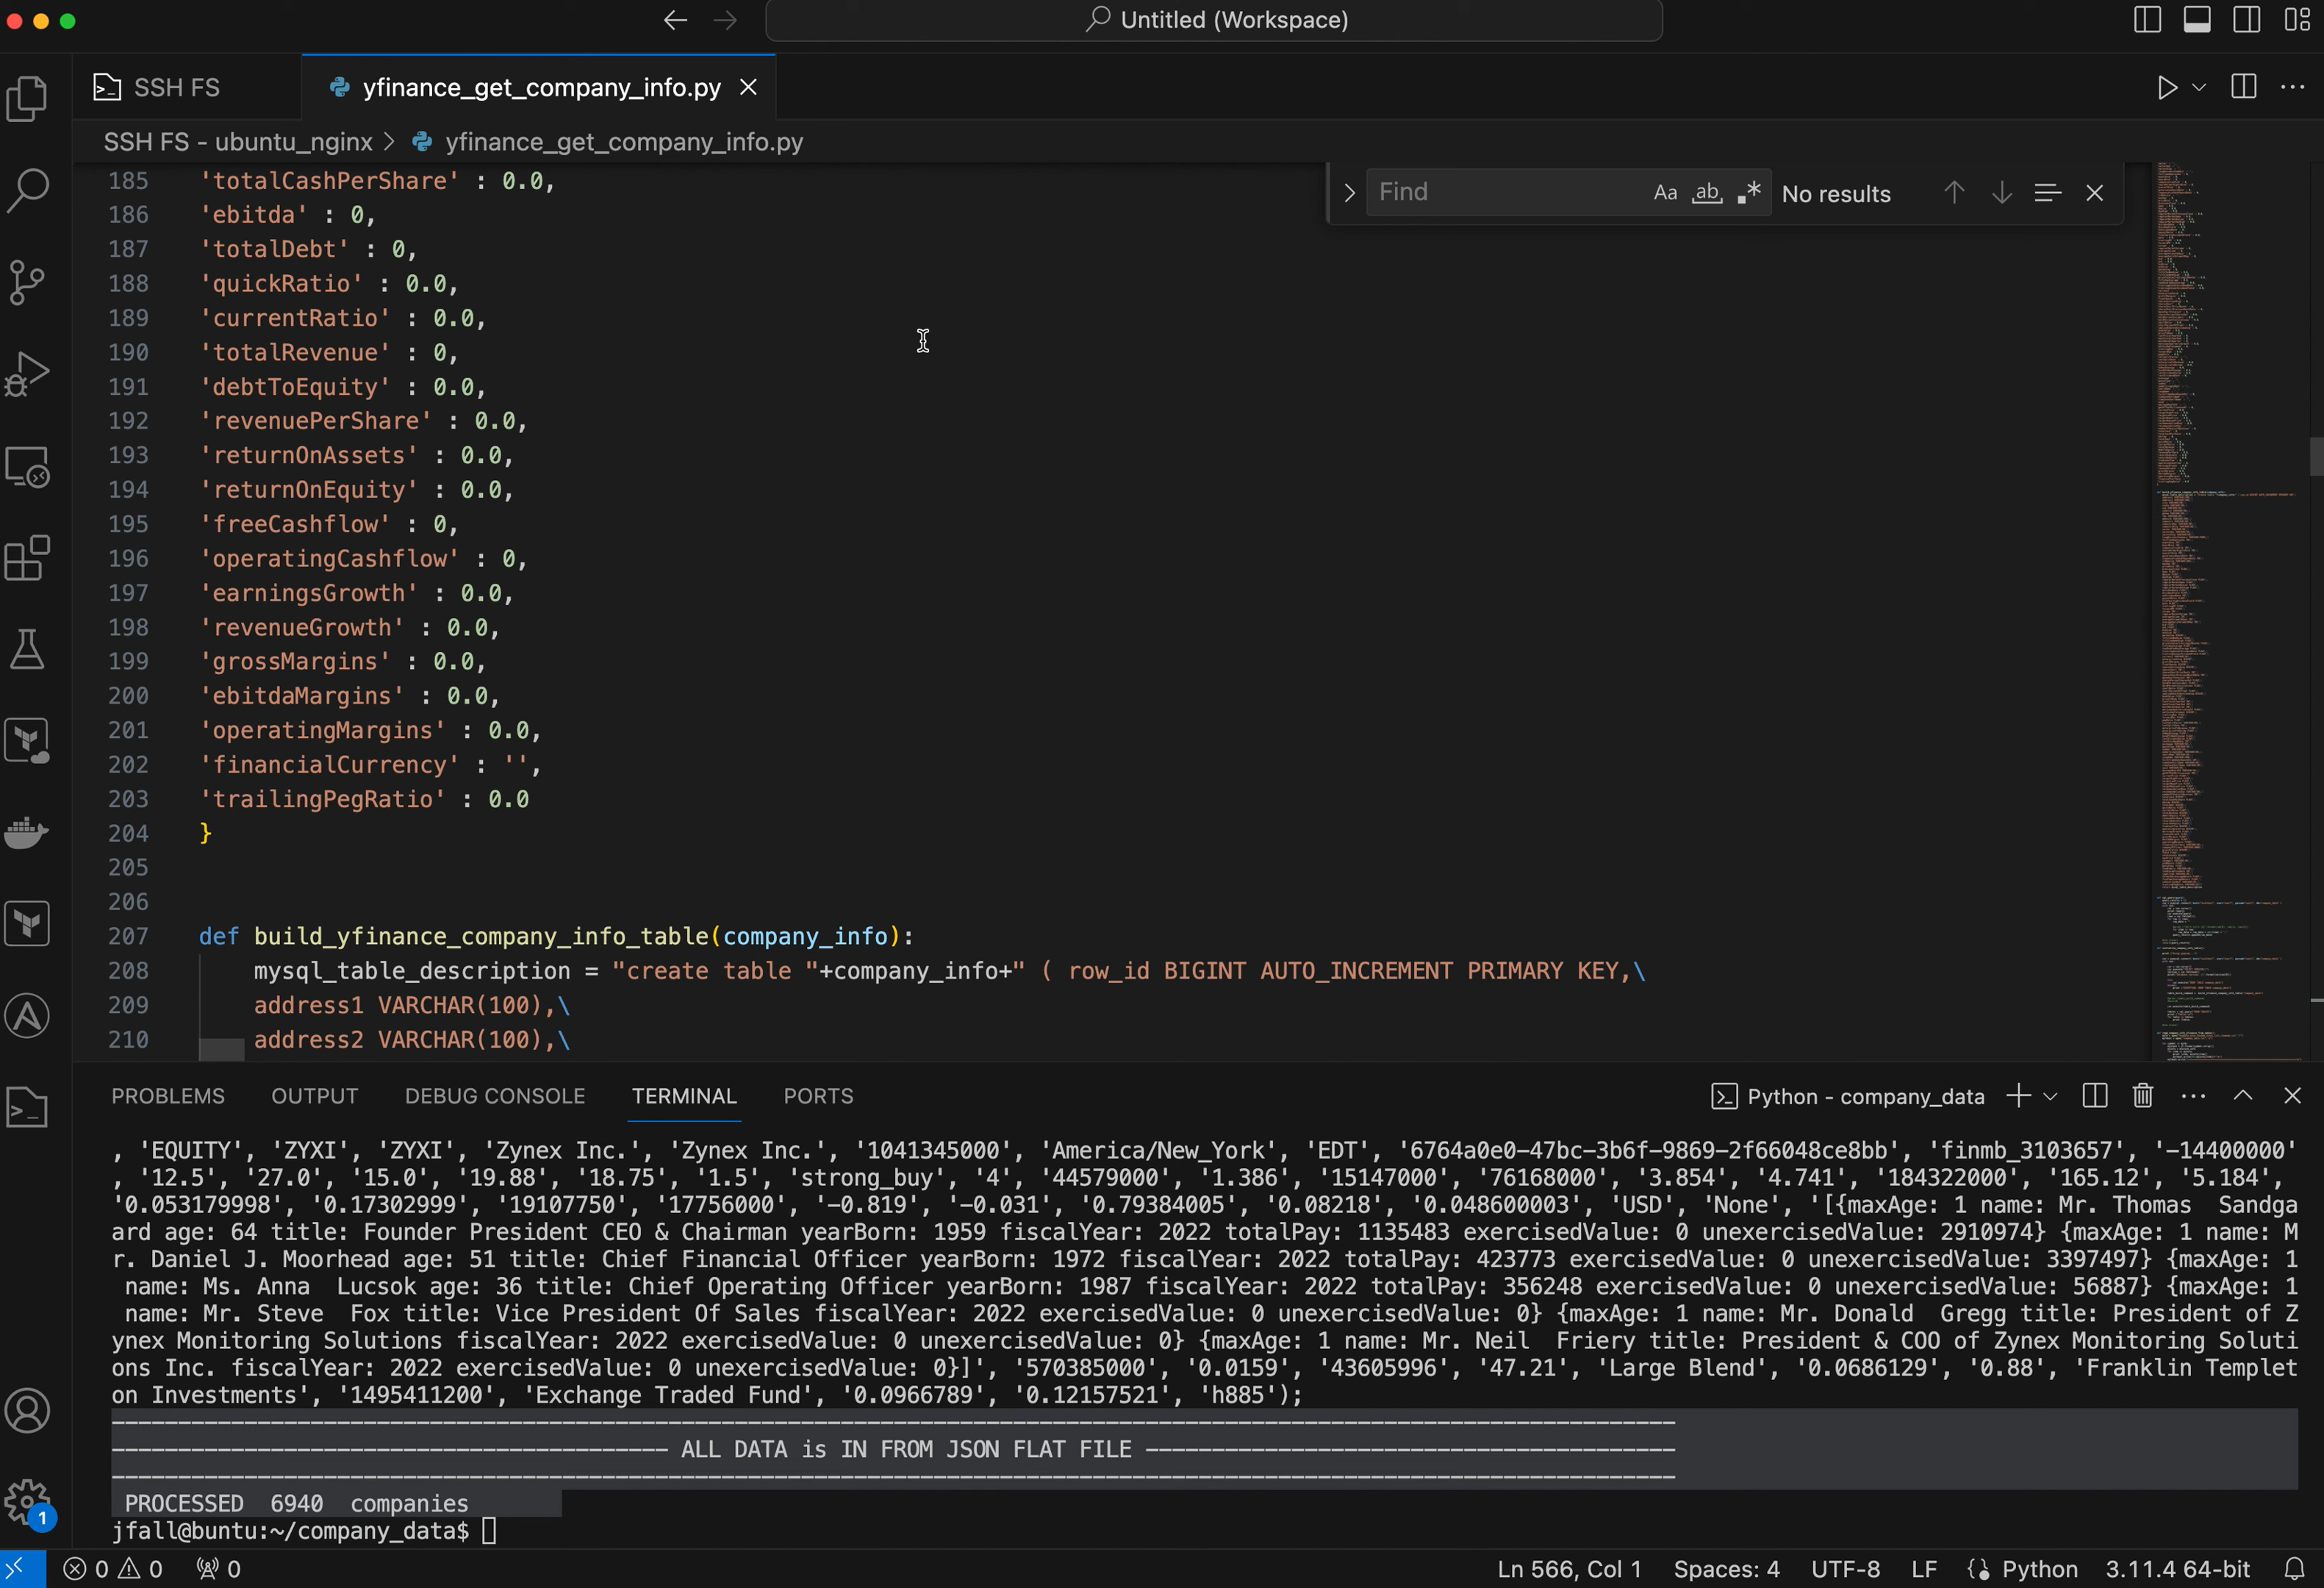 Untitled (Workspace)
SSH FS
yfinance_get_company_info.py
SSH FS - ubuntu_nginx > yfinance_get_company_info.py
Find Aa ab .* No results
185 'totalCashPerShare' : 0.0,
186 'ebitda' : 0,
187 'totalDebt' : 0,
188 'quickRatio' : 0.0,
189 'currentRatio' : 0.0,
190 'totalRevenue' : 0,
191 'debtToEquity' : 0.0,
192 'revenuePerShare' : 0.0,
193 'returnOnAssets' : 0.0,
194 'returnOnEquity' : 0.0,
195 'freeCashflow' : 0,
196 'operatingCashflow' : 0,
197 'earningsGrowth' : 0.0,
198 'revenueGrowth' : 0.0,
199 'grossMargins' : 0.0,
200 'ebitdaMargins' : 0.0,
201 'operatingMargins' : 0.0,
202 'financialCurrency' : '',
203 'trailingPegRatio' : 0.0
204 }
205
206
207 def build_yfinance_company_info_table(company_info):
208 mysql_table_description = "create table "+company_info+" ( row_id BIGINT AUTO_INCREMENT PRIMARY KEY,\
209 address1 VARCHAR(100),\
210 address2 VARCHAR(100),\
PROBLEMS OUTPUT DEBUG CONSOLE TERMINAL PORTS Python - company_data
, 'EQUITY', 'ZYXI', 'ZYXI', 'Zynex Inc.', 'Zynex Inc.', '1041345000', 'America/New_York', 'EDT', '6764a0e0-47bc-3b6f-9869-2f66048ce8bb', 'finmb_3103657', '-14400000'
, '12.5', '27.0', '15.0', '19.88', '18.75', '1.5', 'strong_buy', '4', '44579000', '1.386', '15147000', '76168000', '3.854', '4.741', '184322000', '165.12', '5.184',
'0.053179998', '0.17302999', '19107750', '17756000', '-0.819', '-0.031', '0.79384005', '0.08218', '0.048600003', 'USD', 'None', '[{maxAge: 1 name: Mr. Thomas  Sandga
ard age: 64 title: Founder President CEO & Chairman yearBorn: 1959 fiscalYear: 2022 totalPay: 1135483 exercisedValue: 0 unexercisedValue: 2910974} {maxAge: 1 name: M
r. Daniel J. Moorhead age: 51 title: Chief Financial Officer yearBorn: 1972 fiscalYear: 2022 totalPay: 423773 exercisedValue: 0 unexercisedValue: 3397497} {maxAge: 1
name: Ms. Anna  Lucsok age: 36 title: Chief Operating Officer yearBorn: 1987 fiscalYear: 2022 totalPay: 356248 exercisedValue: 0 unexercisedValue: 56887} {maxAge: 1
name: Mr. Steve  Fox title: Vice President Of Sales fiscalYear: 2022 exercisedValue: 0 unexercisedValue: 0} {maxAge: 1 name: Mr. Donald  Gregg title: President of Z
ynex Monitoring Solutions fiscalYear: 2022 exercisedValue: 0 unexercisedValue: 0} {maxAge: 1 name: Mr. Neil  Friery title: President & COO of Zynex Monitoring Soluti
ons Inc. fiscalYear: 2022 exercisedValue: 0 unexercisedValue: 0}]', '570385000', '0.0159', '43605996', '47.21', 'Large Blend', '0.0686129', '0.88', 'Franklin Templet
on Investments', '1495411200', 'Exchange Traded Fund', '0.0966789', '0.12157521', 'h885');
ALL DATA is IN FROM JSON FLAT FILE
PROCESSED  6940  companies
jfall@buntu:~/company_data$
1
0 0 0 Ln 566, Col 1 Spaces: 4 UTF-8 LF Python 3.11.4 64-bit